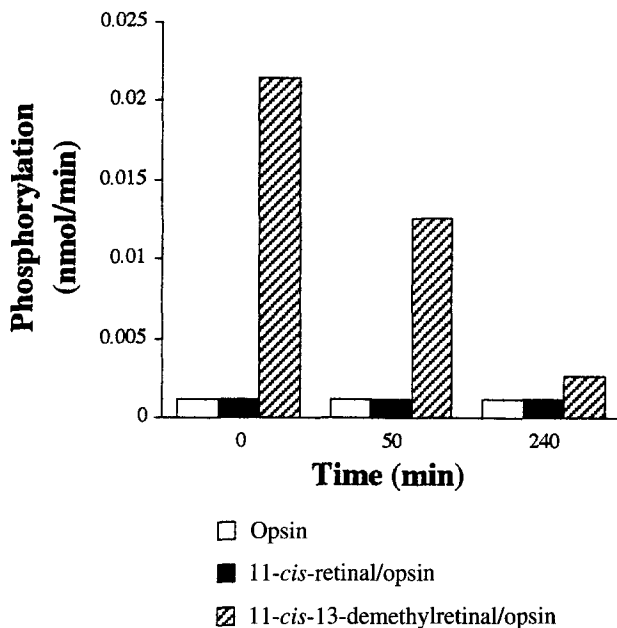 0.025
0.02
0.015
0.01
0.005
0
Phosphorylation
(nmol/min)
0 50 240
Time (min)
Opsin
11-cis-retinal/opsin
11-cis-13-demethylretinal/opsin